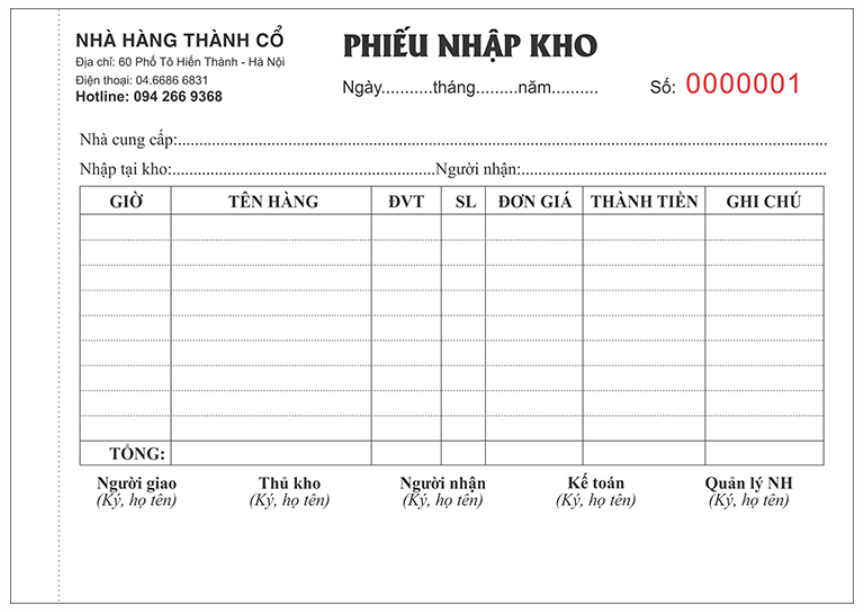 NHÀ HÀNG THÀNH CỔ
Địa chỉ: 60 Phố Tô Hiến Thành - Hà Nội
Điện thoại: 04.6686 6831
Hotline: 094 266 9368
PHIẾU NHẬP KHO
Ngày...........tháng.........năm.......... Số: 0000001
Nhà cung cấp:....................................................................................
Nhập tại kho:..........................................................Người nhận:....................................................................
GIỜ TÊN HÀNG ĐVT SL ĐƠN GIÁ THÀNH TIỀN GHI CHÚ
TỔNG:
Người giao Thủ kho Người nhận Kế toán Quản lý NH
(Ký, họ tên) (Ký, họ tên) (Ký, họ tên) (Ký, họ tên) (Ký, họ tên)